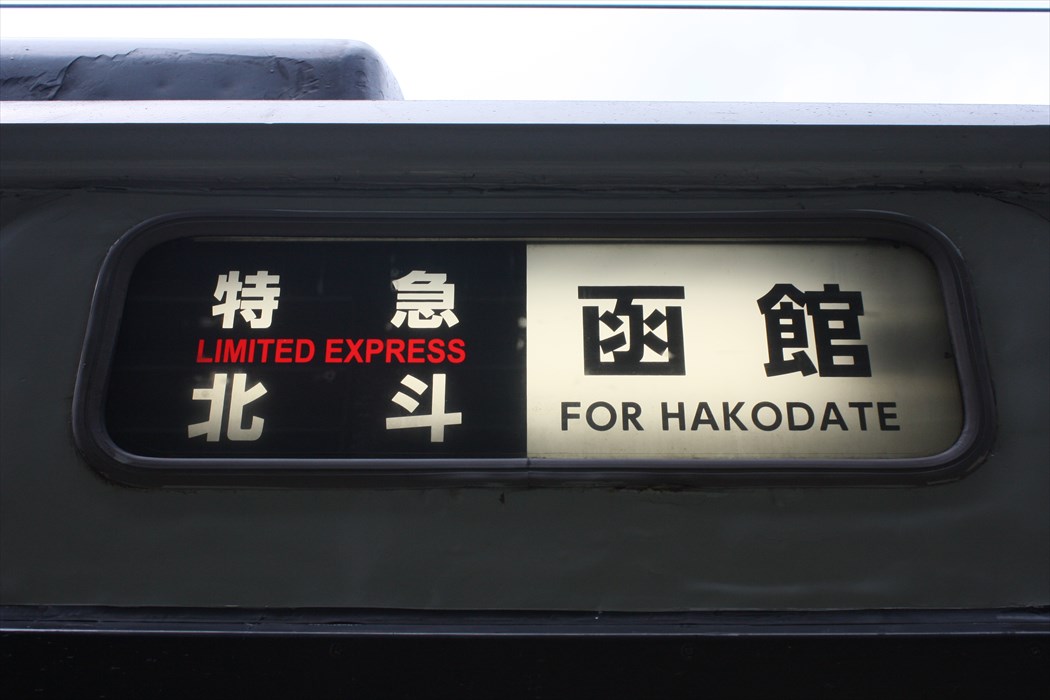 特急
LIMITED EXPRESS
北斗
函館
FOR HAKODATE